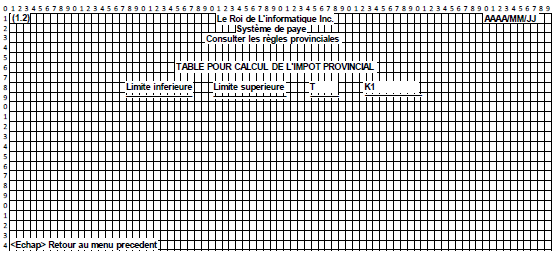 0 1 2 3 4 5 6 7 8 9 0 1 2 3 4 5 6 7 8 9 0 1 2 3 4 5 6 7 8 9 0 1 2 3 4 5 6 7 8 9 0 1 2 3 4 5 6 7 8 9 0 1 2 3 4 5 6 7 8 9 0 1 2 3 4 5 6 7 8 9 0 1 2 3 4 5 6 7 8 9
1 (1.2) Le Roi de L'informatique Inc. AAAA/MM/JJ
2 Système de paye
3 Consulter les règles provinciales
4
5
6 TABLE POUR CALCUL DE L'IMPOT PROVINCIAL
7
8 Limite inferieure Limite superieure T K1
9
0
1
2
3
4
5
6
7
8
9
0
1
2
3
4 <Echap> Retour au menu precedent